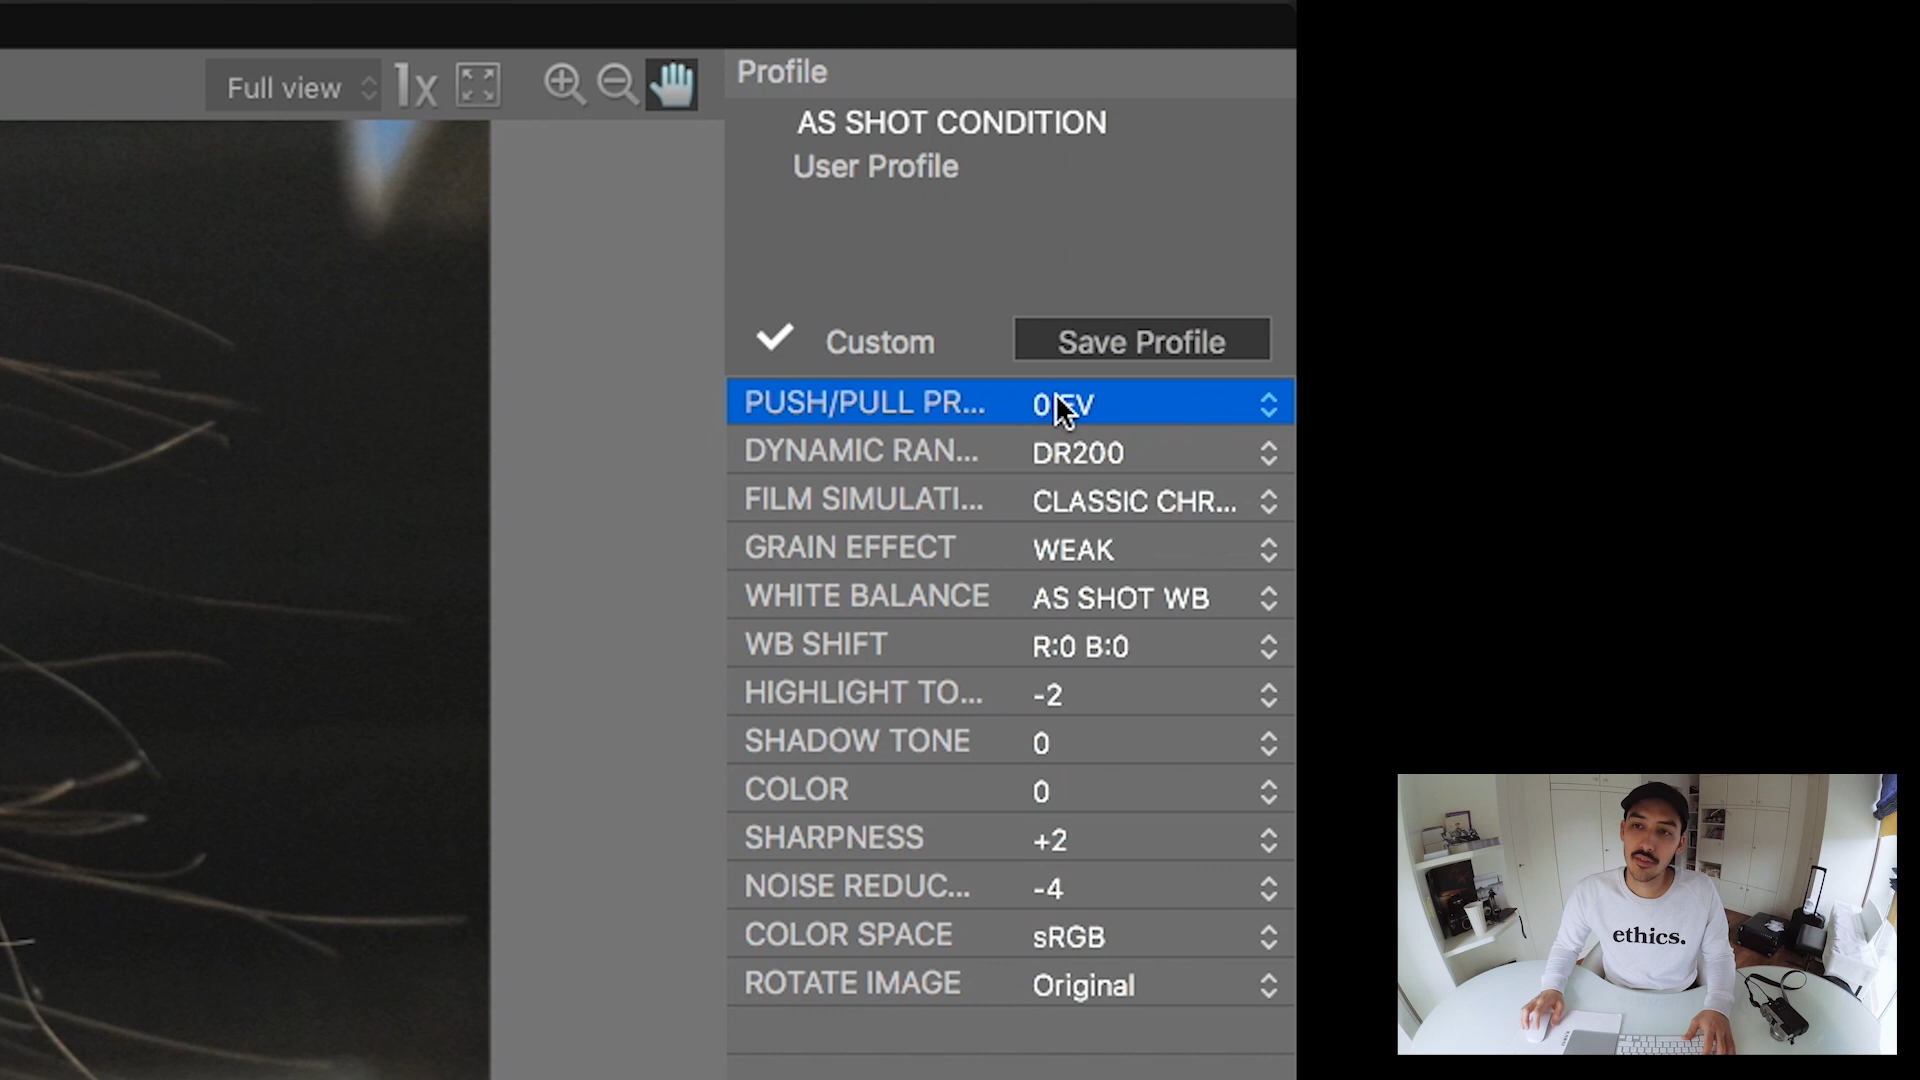 Full view
1x
Profile
AS SHOT CONDITION
User Profile
Custom
Save Profile
PUSH/PULL PR... 0 EV
DYNAMIC RAN... DR200
FILM SIMULATI... CLASSIC CHR...
GRAIN EFFECT WEAK
WHITE BALANCE AS SHOT WB
WB SHIFT R:0 B:0
HIGHLIGHT TO... -2
SHADOW TONE 0
COLOR 0
SHARPNESS +2
NOISE REDUC... -4
COLOR SPACE sRGB
ROTATE IMAGE Original
ethics.